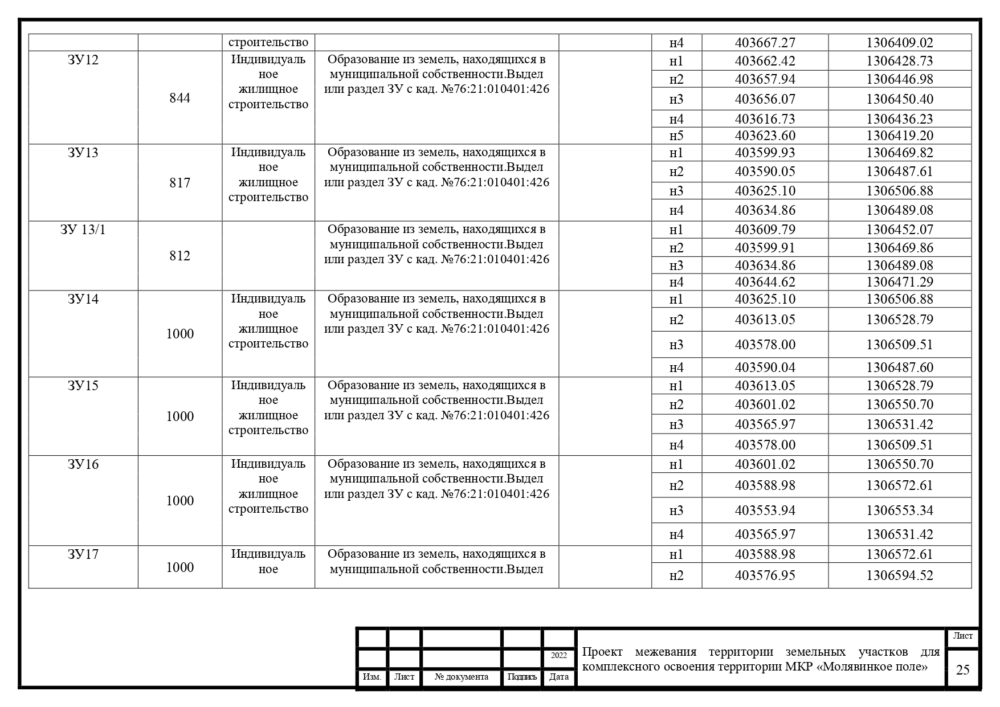 строительство н4 403667.27 1306409.02
ЗУ12 844 Индивидуаль Образование из земель, находящихся в н1 403662.42 1306428.73
ное муниципальной собственности.Выдел н2 403657.94 1306446.98
жилищное или раздел ЗУ с кад. №76:21:010401:426 н3 403656.07 1306450.40
строительство н4 403616.73 1306436.23
н5 403623.60 1306419.20
ЗУ13 817 Индивидуаль Образование из земель, находящихся в н1 403599.93 1306469.82
ное муниципальной собственности.Выдел н2 403590.05 1306487.61
жилищное или раздел ЗУ с кад. №76:21:010401:426 н3 403625.10 1306506.88
строительство н4 403634.86 1306489.08
ЗУ 13/1 812 Образование из земель, находящихся в н1 403609.79 1306452.07
муниципальной собственности.Выдел н2 403599.91 1306469.86
или раздел ЗУ с кад. №76:21:010401:426 н3 403634.86 1306489.08
н4 403644.62 1306471.29
ЗУ14 1000 Индивидуаль Образование из земель, находящихся в н1 403625.10 1306506.88
ное муниципальной собственности.Выдел н2 403613.05 1306528.79
жилищное или раздел ЗУ с кад. №76:21:010401:426 н3 403578.00 1306509.51
строительство н4 403590.04 1306487.60
ЗУ15 1000 Индивидуаль Образование из земель, находящихся в н1 403613.05 1306528.79
ное муниципальной собственности.Выдел н2 403601.02 1306550.70
жилищное или раздел ЗУ с кад. №76:21:010401:426 н3 403565.97 1306531.42
строительство н4 403578.00 1306509.51
ЗУ16 1000 Индивидуаль Образование из земель, находящихся в н1 403601.02 1306550.70
ное муниципальной собственности.Выдел н2 403588.98 1306572.61
жилищное или раздел ЗУ с кад. №76:21:010401:426 н3 403553.94 1306553.34
строительство н4 403565.97 1306531.42
ЗУ17 1000 Индивидуаль Образование из земель, находящихся в н1 403588.98 1306572.61
ное муниципальной собственности.Выдел н2 403576.95 1306594.52
Лист
2022 Проект межевания территории земельных участков для
комплексного освоения территории МКР «Молявинкое поле» 25
Изм. Лист № документа Подпись Дата